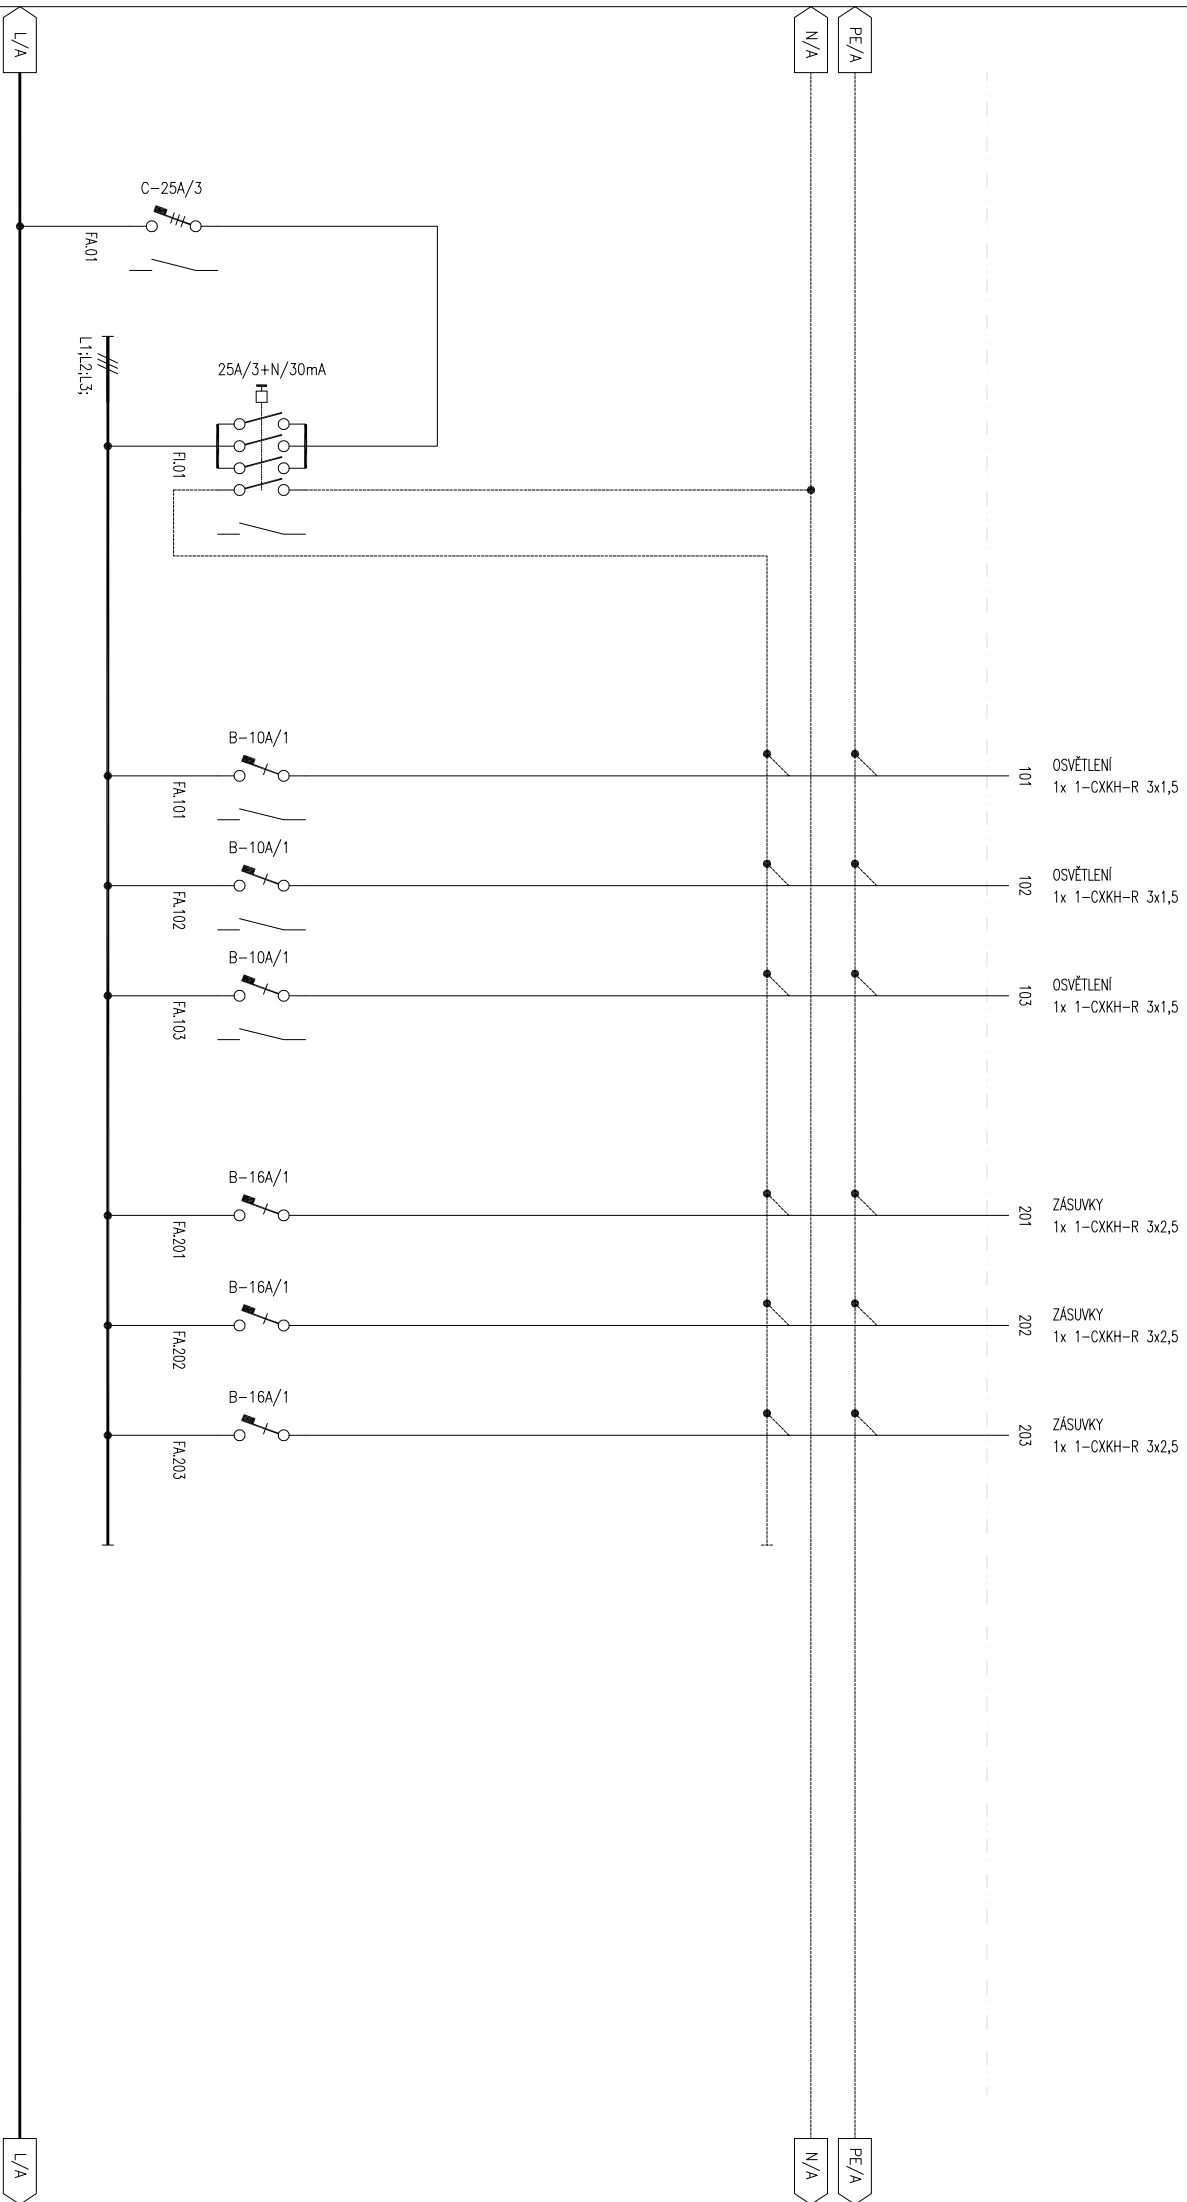 L/A
N/A
PE/A
C-25A/3
FA.01
L1;L2;L3;
25A/3+N/30mA
FI.01
B-10A/1
FA.101
101
OSVĚTLENÍ
1x 1-CXKH-R 3x1,5
B-10A/1
FA.102
102
OSVĚTLENÍ
1x 1-CXKH-R 3x1,5
B-10A/1
FA.103
103
OSVĚTLENÍ
1x 1-CXKH-R 3x1,5
B-16A/1
FA.201
201
ZÁSUVKY
1x 1-CXKH-R 3x2,5
B-16A/1
FA.202
202
ZÁSUVKY
1x 1-CXKH-R 3x2,5
B-16A/1
FA.203
203
ZÁSUVKY
1x 1-CXKH-R 3x2,5
L/A
N/A
PE/A